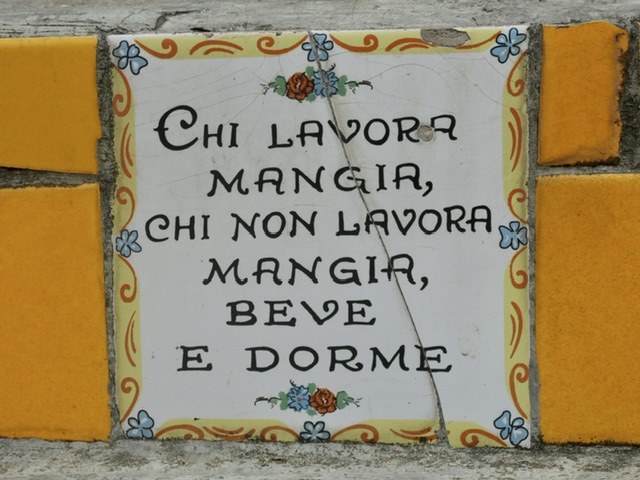 CHI LAVORA
MANGIA,
CHI NON LAVORA
MANGIA,
BEVE
E DORME